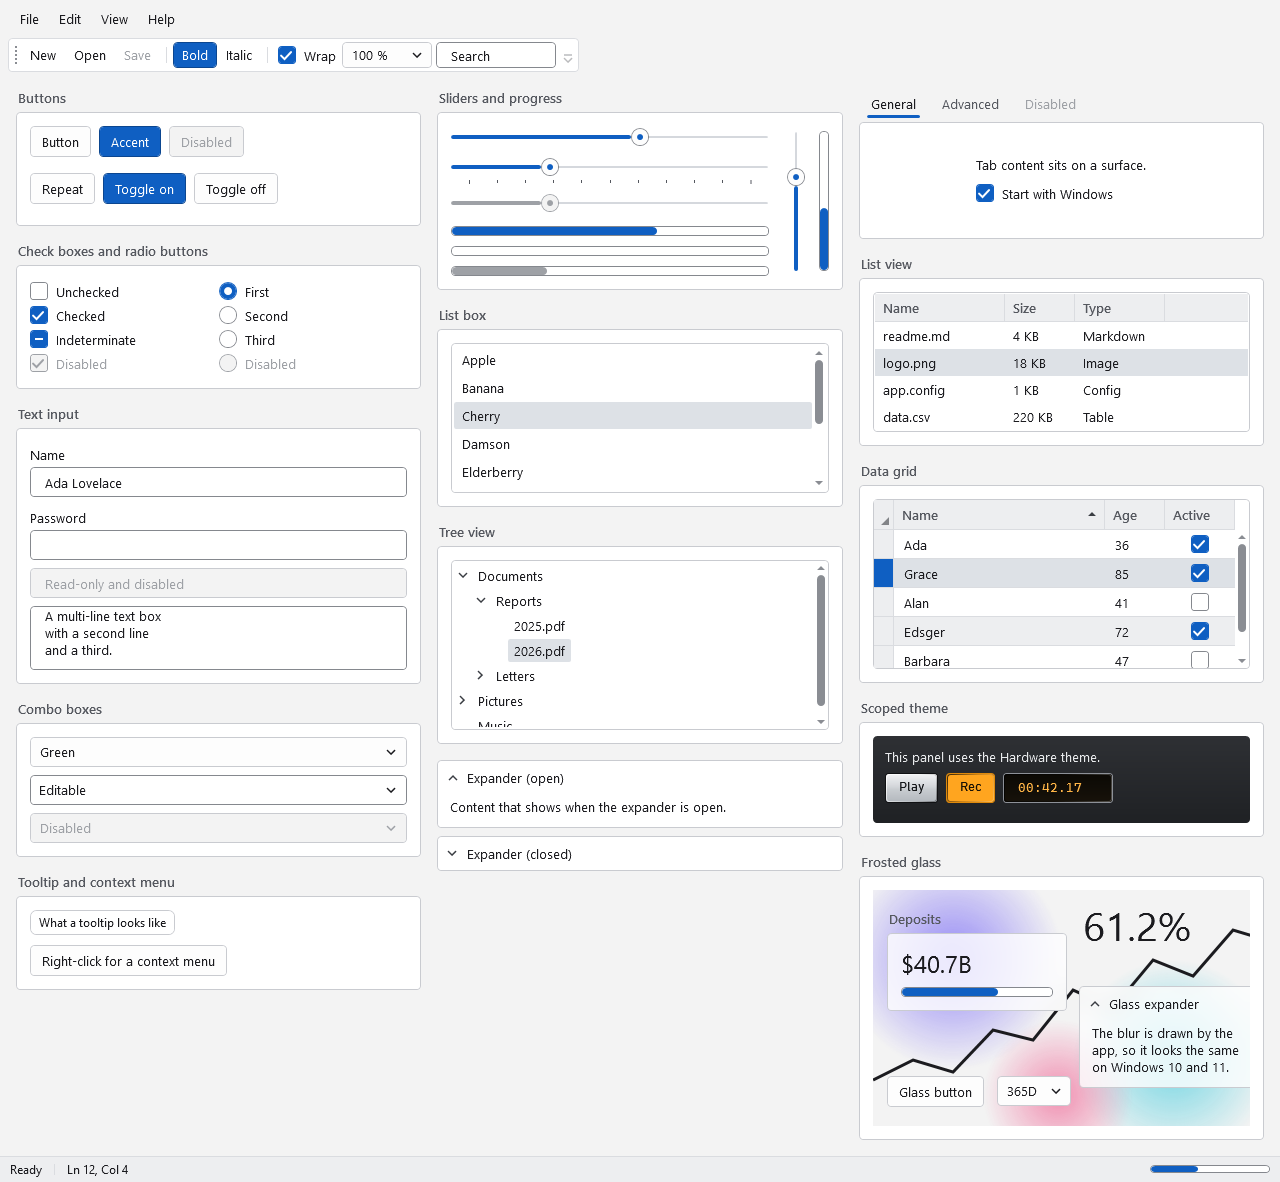 File Edit View Help
New Open Save Bold Italic Wrap 100 % Search
Buttons
Button Accent Disabled
Repeat Toggle on Toggle off
Check boxes and radio buttons
Unchecked First
Checked Second
Indeterminate Third
Disabled Disabled
Text input
Name
Ada Lovelace
Password
Read-only and disabled
A multi-line text box
with a second line
and a third.
Combo boxes
Green
Editable
Disabled
Tooltip and context menu
What a tooltip looks like
Right-click for a context menu
Sliders and progress
List box
Apple
Banana
Cherry
Damson
Elderberry
Tree view
Documents
Reports
2025.pdf
2026.pdf
Letters
Pictures
Music
Expander (open)
Content that shows when the expander is open.
Expander (closed)
General Advanced Disabled
Tab content sits on a surface.
Start with Windows
List view
Name Size Type
readme.md 4 KB Markdown
logo.png 18 KB Image
app.config 1 KB Config
data.csv 220 KB Table
Data grid
Name Age Active
Ada 36
Grace 85
Alan 41
Edsger 72
Barbara 47
Scoped theme
This panel uses the Hardware theme.
Play Rec 00:42.17
Frosted glass
Deposits
$40.7B
61.2%
Glass expander
The blur is drawn by the
app, so it looks the same
on Windows 10 and 11.
Glass button 365D
Ready Ln 12, Col 4